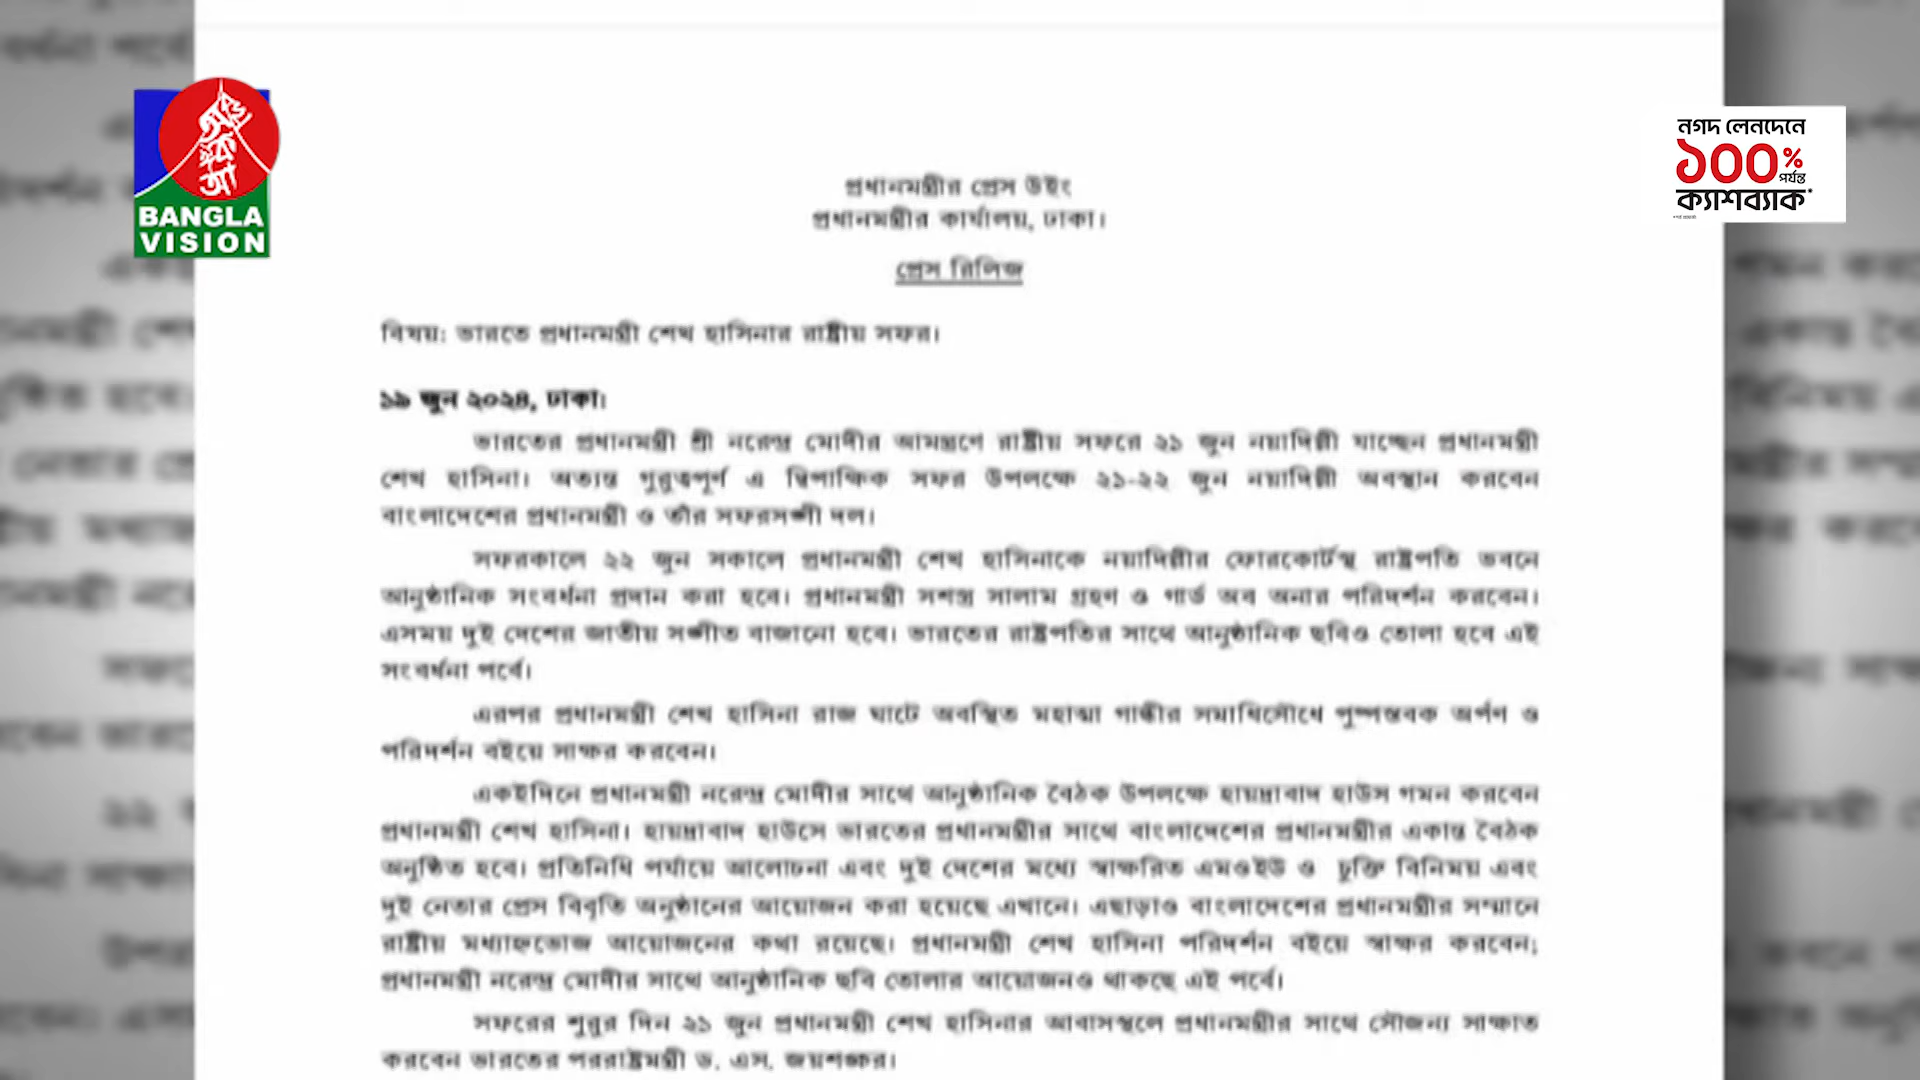 BANGLA
VISION
নগদ লেনদেনে
১০০%
পর্যন্ত
ক্যাশব্যাক*
প্রধানমন্ত্রীর প্রেস উইং
প্রধানমন্ত্রীর কার্যালয়, ঢাকা।
প্রেস রিলিজ
বিষয়: ভারতে প্রধানমন্ত্রী শেখ হাসিনার রাষ্ট্রীয় সফর।
১৯ জুন ২০২৪, ঢাকা:
ভারতের প্রধানমন্ত্রী শ্রী নরেন্দ্র মোদীর আমন্ত্রণে রাষ্ট্রীয় সফরে ২১ জুন নয়াদিল্লী যাচ্ছেন প্রধানমন্ত্রী
শেখ হাসিনা। অত্যন্ত গুরুত্বপূর্ণ এ দ্বিপাক্ষিক সফর উপলক্ষে ২১-২২ জুন নয়াদিল্লী অবস্থান করবেন
বাংলাদেশের প্রধানমন্ত্রী ও তাঁর সফরসঙ্গী দল।
সফরকালে ২২ জুন সকালে প্রধানমন্ত্রী শেখ হাসিনাকে নয়াদিল্লীর ফোরকোর্টস্থ রাষ্ট্রপতি ভবনে
আনুষ্ঠানিক সংবর্ধনা প্রদান করা হবে। প্রধানমন্ত্রী সশস্ত্র সালাম গ্রহণ ও গার্ড অব অনার পরিদর্শন করবেন।
এসময় দুই দেশের জাতীয় সঙ্গীত বাজানো হবে। ভারতের রাষ্ট্রপতির সাথে আনুষ্ঠানিক ছবিও তোলা হবে এই
সংবর্ধনা পর্বে।
এরপর প্রধানমন্ত্রী শেখ হাসিনা রাজ ঘাটে অবস্থিত মহাত্মা গান্ধীর সমাধিসৌধে পুষ্পস্তবক অর্পণ ও
পরিদর্শন বইয়ে সাক্ষর করবেন।
একইদিনে প্রধানমন্ত্রী নরেন্দ্র মোদীর সাথে আনুষ্ঠানিক বৈঠক উপলক্ষে হায়দ্রাবাদ হাউস গমন করবেন
প্রধানমন্ত্রী শেখ হাসিনা। হায়দ্রাবাদ হাউসে ভারতের প্রধানমন্ত্রীর সাথে বাংলাদেশের প্রধানমন্ত্রীর একান্ত বৈঠক
অনুষ্ঠিত হবে। প্রতিনিধি পর্যায়ে আলোচনা এবং দুই দেশের মধ্যে স্বাক্ষরিত এমওইউ ও চুক্তি বিনিময় এবং
দুই নেতার প্রেস বিবৃতি অনুষ্ঠানের আয়োজন করা হয়েছে এখানে। এছাড়াও বাংলাদেশের প্রধানমন্ত্রীর সম্মানে
রাষ্ট্রীয় মধ্যাহ্নভোজ আয়োজনের কথা রয়েছে। প্রধানমন্ত্রী শেখ হাসিনা পরিদর্শন বইয়ে স্বাক্ষর করবেন;
প্রধানমন্ত্রী নরেন্দ্র মোদীর সাথে আনুষ্ঠানিক ছবি তোলার আয়োজনও থাকছে এই পর্বে।
সফরের শুরুর দিন ২১ জুন প্রধানমন্ত্রী শেখ হাসিনার আবাসস্থলে প্রধানমন্ত্রীর সাথে সৌজন্য সাক্ষাত
করবেন ভারতের পররাষ্ট্রমন্ত্রী ড. এস. জয়শঙ্কর।